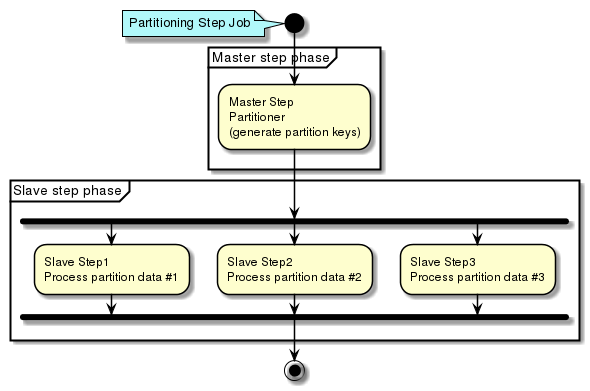 Partitioning Step Job
Master step phase
Master Step
Partitioner
(generate partition keys)
Slave step phase
Slave Step1
Process partition data #1
Slave Step2
Process partition data #2
Slave Step3
Process partition data #3